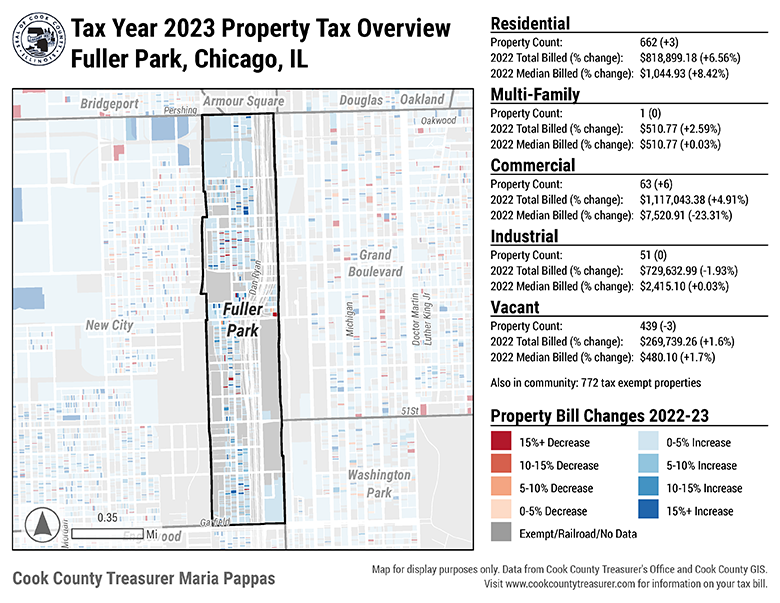 SEAL OF COOK COUNTY
ILLINOIS
Tax Year 2023 Property Tax Overview
Fuller Park, Chicago, IL
Bridgeport
Pershing
Armour Square
Douglas
Oakland
Oakwood
Grand
Boulevard
Dan Ryan
Fuller
Park
Michigan
Doctor Martin
Luther King Jr
New City
51St
Washington
Park
Garfield
Morgan
0.35
Mi
Cook County Treasurer Maria Pappas
Residential
Property Count: 662 (+3)
2022 Total Billed (% change): $818,899.18 (+6.56%)
2022 Median Billed (% change): $1,044.93 (+8.42%)
Multi-Family
Property Count: 1 (0)
2022 Total Billed (% change): $510.77 (+2.59%)
2022 Median Billed (% change): $510.77 (+0.03%)
Commercial
Property Count: 63 (+6)
2022 Total Billed (% change): $1,117,043.38 (+4.91%)
2022 Median Billed (% change): $7,520.91 (-23.31%)
Industrial
Property Count: 51 (0)
2022 Total Billed (% change): $729,632.99 (-1.93%)
2022 Median Billed (% change): $2,415.10 (+0.03%)
Vacant
Property Count: 439 (-3)
2022 Total Billed (% change): $269,739.26 (+1.6%)
2022 Median Billed (% change): $480.10 (+1.7%)
Also in community: 772 tax exempt properties
Property Bill Changes 2022-23
15%+ Decrease
10-15% Decrease
5-10% Decrease
0-5% Decrease
Exempt/Railroad/No Data
0-5% Increase
5-10% Increase
10-15% Increase
15%+ Increase
Map for display purposes only. Data from Cook County Treasurer's Office and Cook County GIS.
Visit www.cookcountytreasurer.com for information on your tax bill.